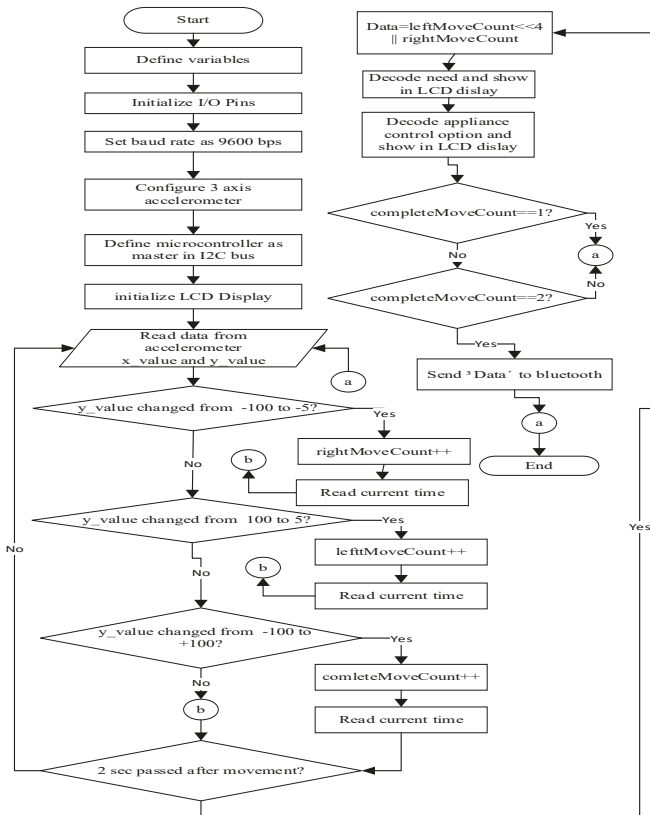 Start
Define variables
Initialize I/O Pins
Set baud rate as 9600 bps
Configure 3 axis
accelerometer
Define microcontroller as
master in I2C bus
initialize LCD Display
Read data from
accelerometer
x_value and y_value
a
y_value changed from -100 to -5?
Yes
rightMoveCount++
b
Read current time
No
y_value changed from 100 to 5?
Yes
lefttMoveCount++
b
Read current time
No
No
y_value changed from -100 to
+100?
Yes
comleteMoveCount++
No
b
Read current time
2 sec passed after movement?
Data=leftMoveCount<<4
|| rightMoveCount
Decode need and show
in LCD dislay
Decode appliance
control option and
show in LCD dislay
completeMoveCount==1?
Yes
a
No
No
completeMoveCount==2?
Yes
Send ³Data´ to bluetooth
a
End
Yes